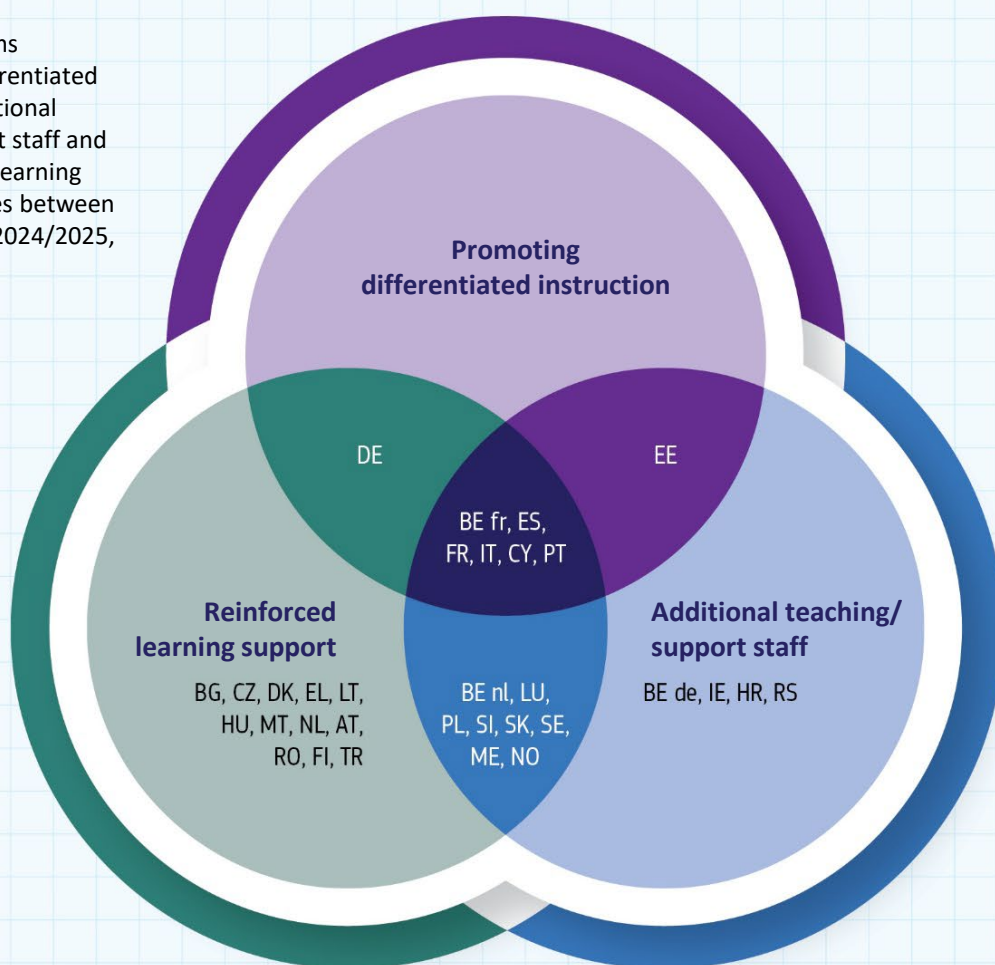 ns
rentiated
tional
t staff and
learning
es between
2024/2025,
Promoting
differentiated instruction
DE
EE
BE fr, ES,
FR, IT, CY, PT
Reinforced
learning support
BG, CZ, DK, EL, LT,
HU, MT, NL, AT,
RO, FI, TR
BE nl, LU,
PL, SI, SK, SE,
ME, NO
Additional teaching/
support staff
BE de, IE, HR, RS